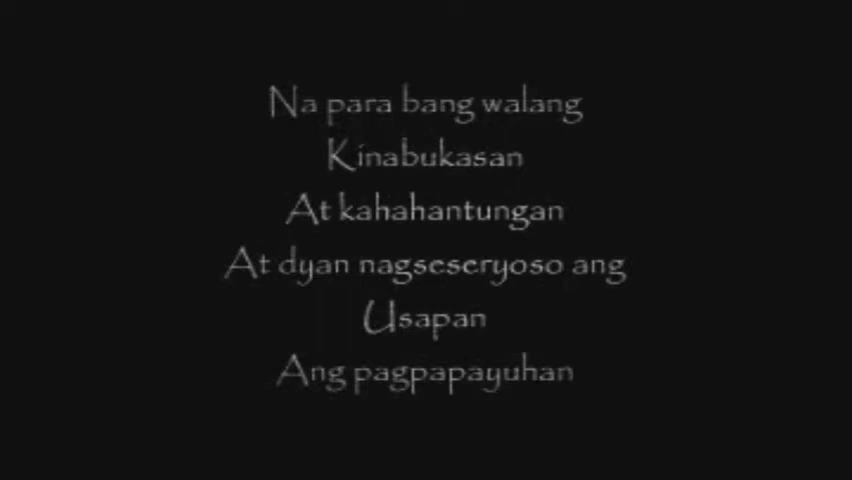 Na para bang walang
Kinabukasan
At kahahantungan
At dyan nagseseryoso ang
Usapan
Ang pagpapayuhan